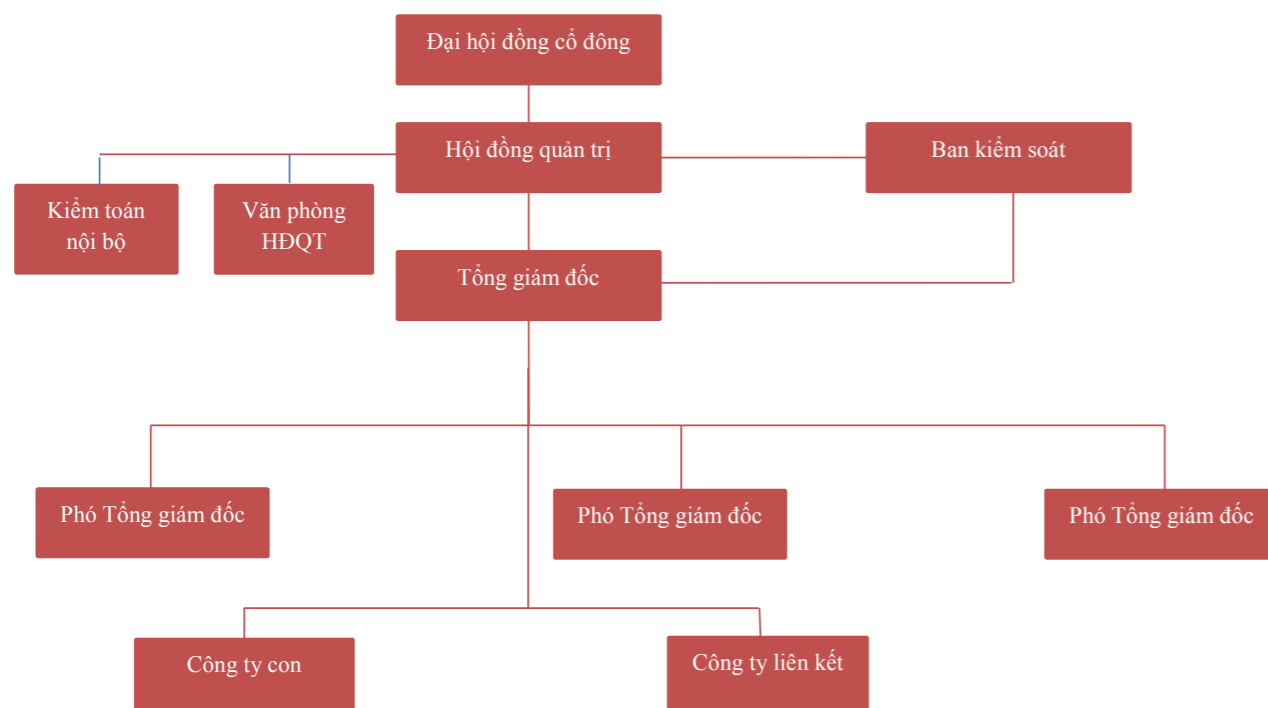 Đại hội đồng cổ đông
Hội đồng quản trị
Ban kiểm soát
Kiểm toán
nội bộ
Văn phòng
HĐQT
Tổng giám đốc
Phó Tổng giám đốc
Phó Tổng giám đốc
Phó Tổng giám đốc
Công ty con
Công ty liên kết